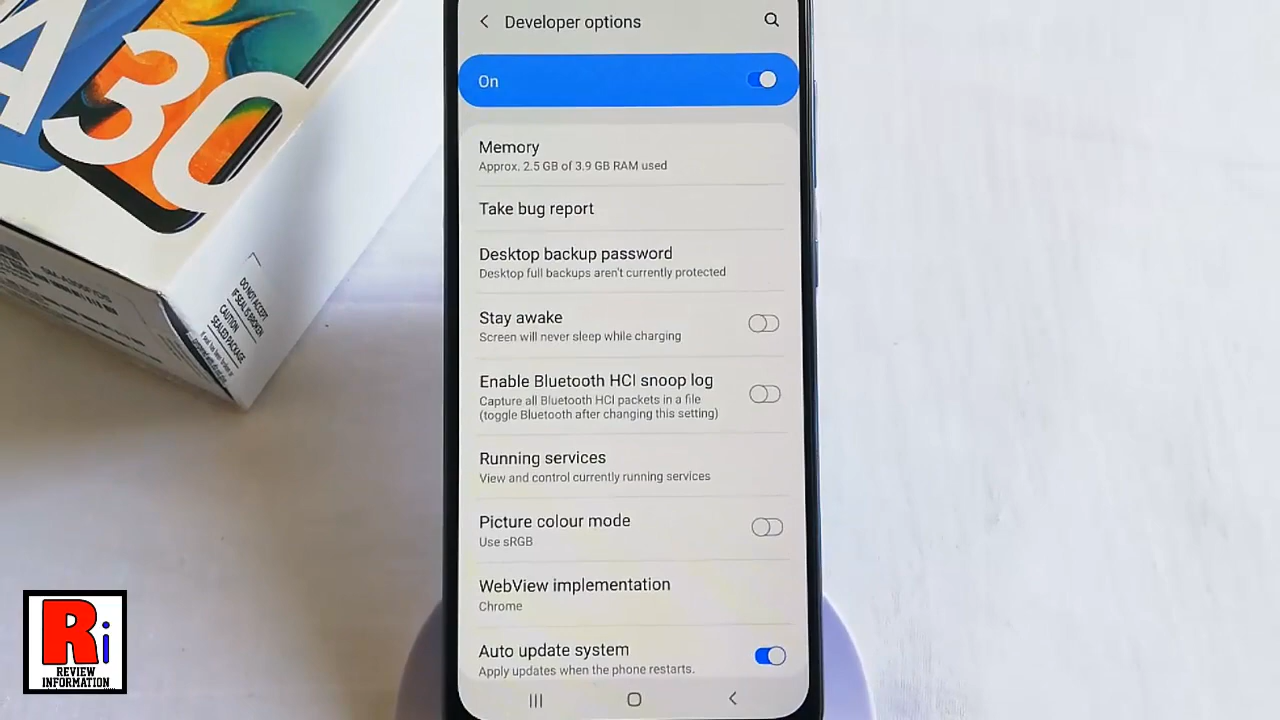 A30
DO NOT ACCEPT
IF SEAL IS BROKEN
CAUTION
SEALED PACKAGE
Developer options
On
Memory
Approx. 2.5 GB of 3.9 GB RAM used
Take bug report
Desktop backup password
Desktop full backups aren't currently protected
Stay awake
Screen will never sleep while charging
Enable Bluetooth HCI snoop log
Capture all Bluetooth HCI packets in a file
(toggle Bluetooth after changing this setting)
Running services
View and control currently running services
Picture colour mode
Use sRGB
WebView implementation
Chrome
Auto update system
Apply updates when the phone restarts.
Ri
REVIEW
INFORMATION